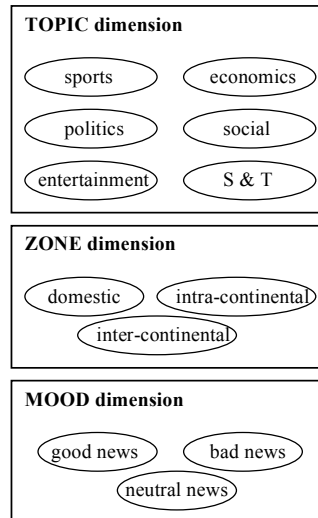 TOPIC dimension
sports economics
politics social
entertainment S & T
ZONE dimension
domestic intra-continental
inter-continental
MOOD dimension
good news bad news
neutral news